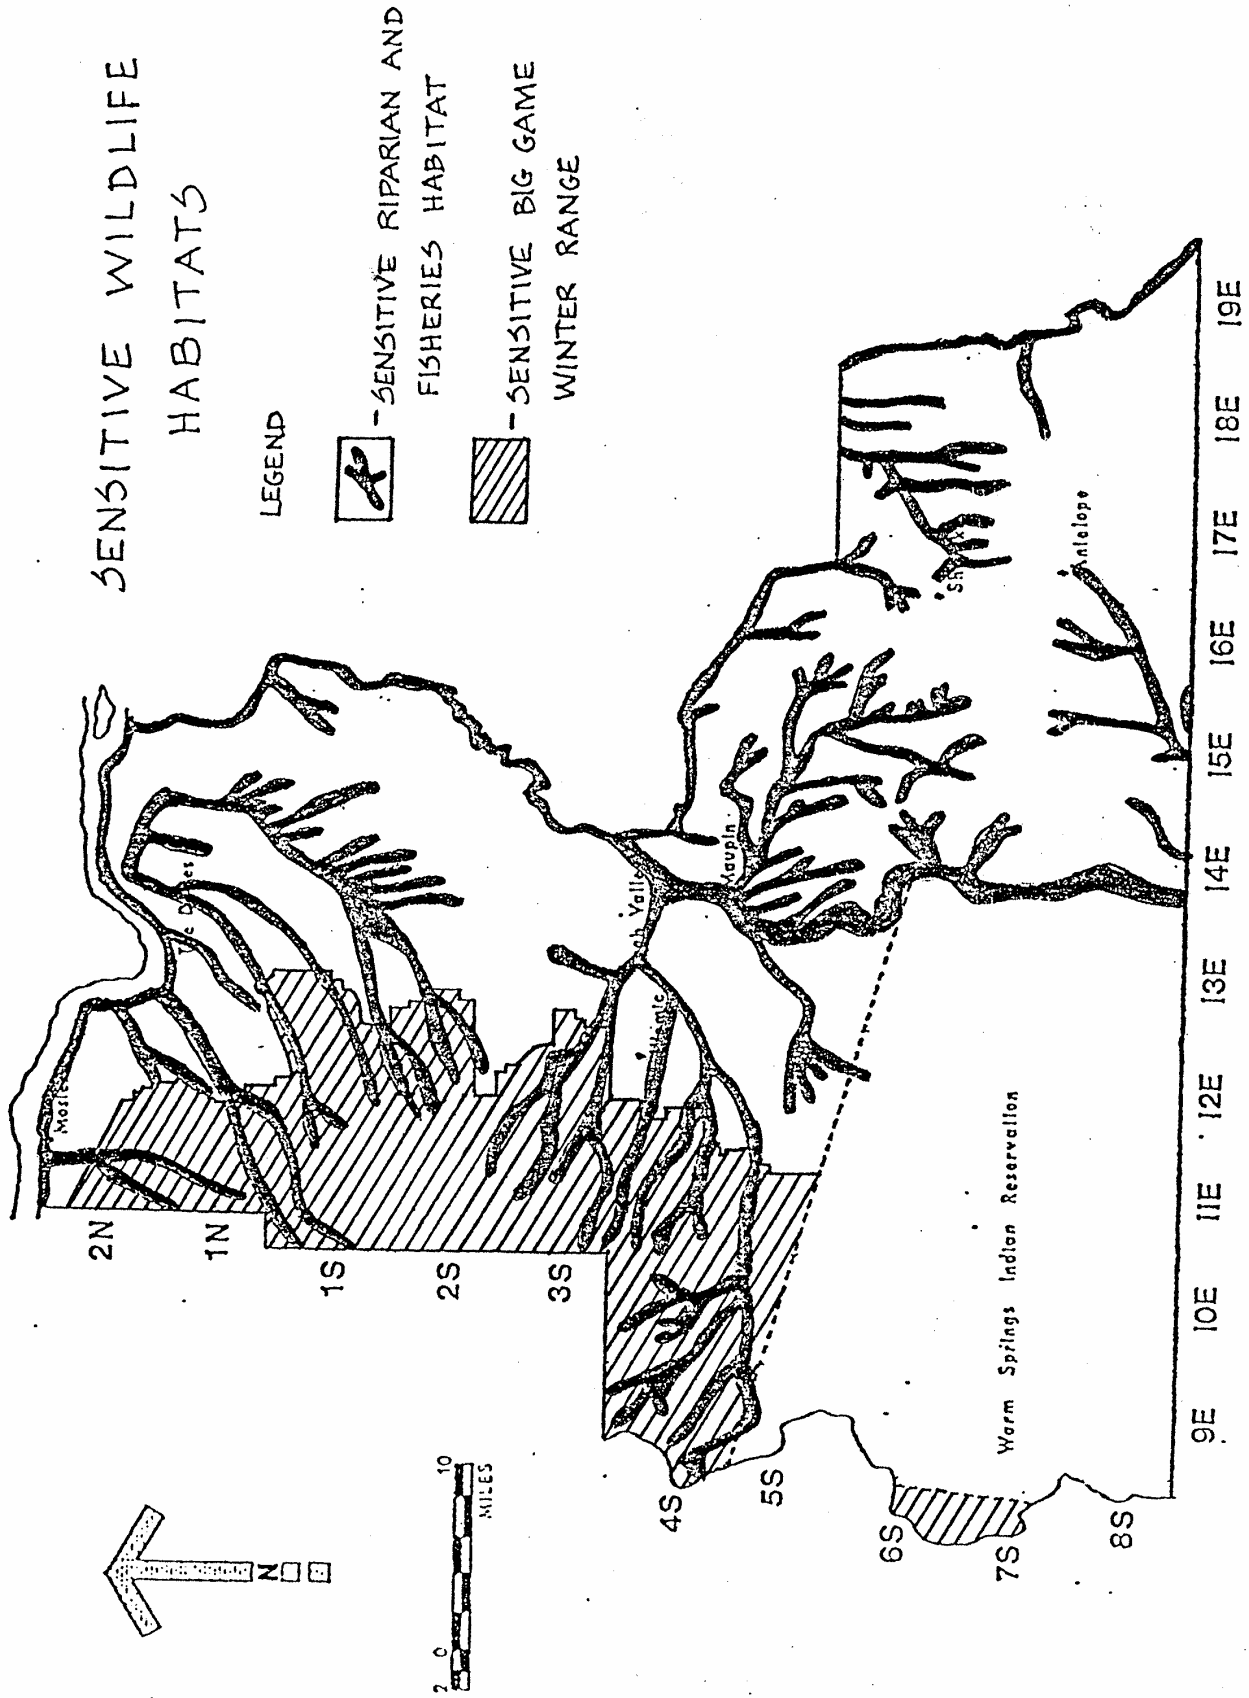 SENSITIVE WILDLIFE
HABITATS
LEGEND
- SENSITIVE RIPARIAN AND
FISHERIES HABITAT
- SENSITIVE BIG GAME
WINTER RANGE
N
2 0 10
MILES
2N
1N
1S
2S
3S
4S
5S
6S
7S
8S
9E
10E
11E
12E
13E
14E
15E
16E
17E
18E
19E
Maupin
Antelope
Warm Springs Indian Reservation